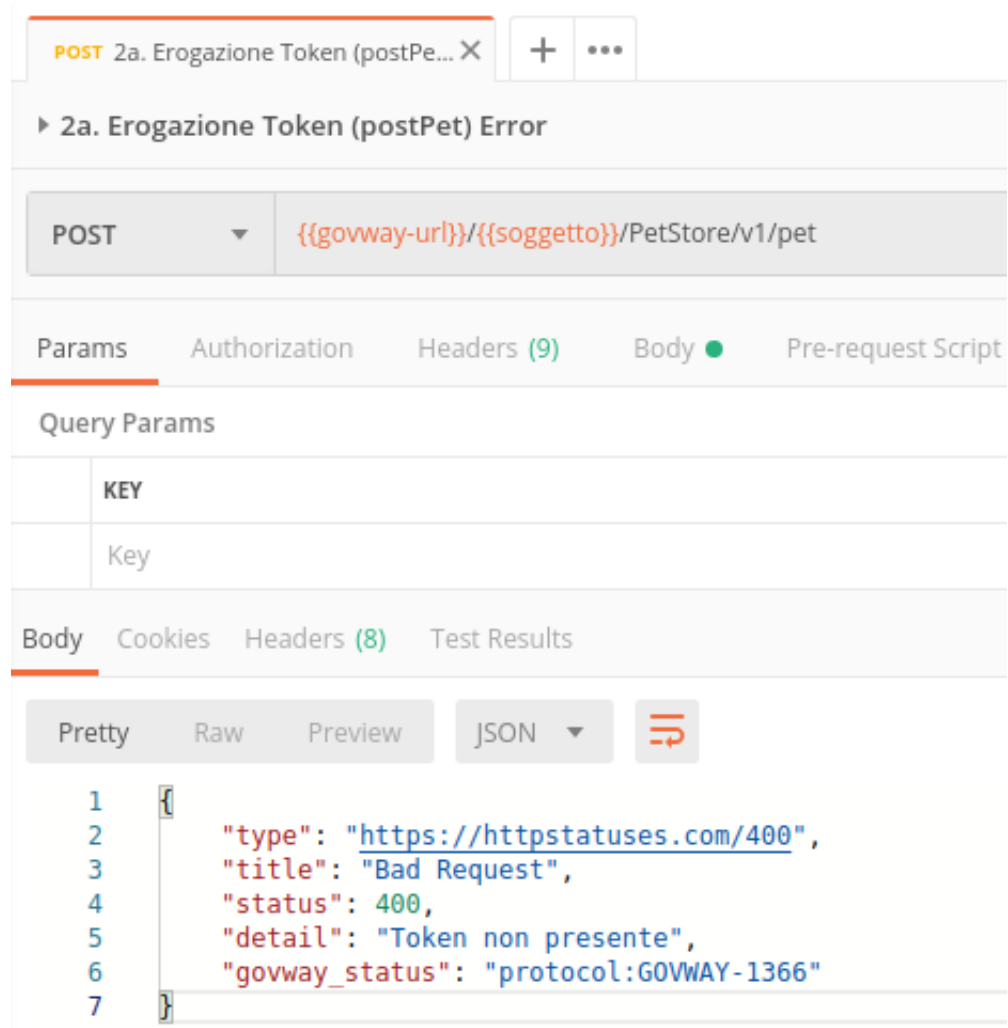 POST 2a. Erogazione Token (postPe...
2a. Erogazione Token (postPet) Error
POST {{govway-url}}/{{soggetto}}/PetStore/v1/pet
Params Authorization Headers (9) Body Pre-request Script
Query Params
KEY
Key
Body Cookies Headers (8) Test Results
Pretty Raw Preview JSON
1 {
2 "type": "https://httpstatuses.com/400",
3 "title": "Bad Request",
4 "status": 400,
5 "detail": "Token non presente",
6 "govway_status": "protocol:GOVWAY-1366"
7 }